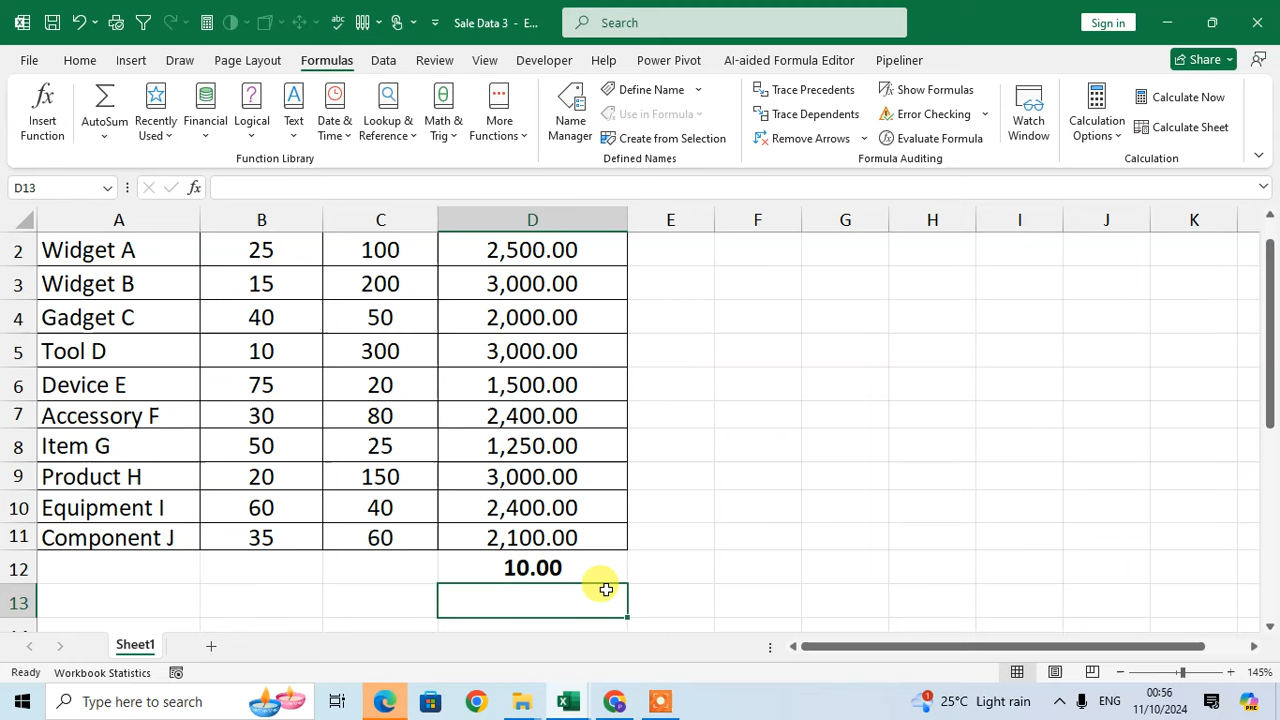 Sale Data 3 - E...
Search
Sign in
File Home Insert Draw Page Layout Formulas Data Review View Developer Help Power Pivot AI-aided Formula Editor Pipeliner
Share
Insert Function
AutoSum
Recently Used
Financial
Logical
Text
Date & Time
Lookup & Reference
Math & Trig
More Functions
Function Library
Name Manager
Define Name
Use in Formula
Create from Selection
Defined Names
Trace Precedents
Trace Dependents
Remove Arrows
Show Formulas
Error Checking
Evaluate Formula
Formula Auditing
Watch Window
Calculation Options
Calculate Now
Calculate Sheet
Calculation
D13
fx
A B C D E F G H I J K
2 Widget A 25 100 2,500.00
3 Widget B 15 200 3,000.00
4 Gadget C 40 50 2,000.00
5 Tool D 10 300 3,000.00
6 Device E 75 20 1,500.00
7 Accessory F 30 80 2,400.00
8 Item G 50 25 1,250.00
9 Product H 20 150 3,000.00
10 Equipment I 60 40 2,400.00
11 Component J 35 60 2,100.00
12 10.00
13
Sheet1
Ready Workbook Statistics 145%
Type here to search
25°C Light rain
ENG
00:56
11/10/2024